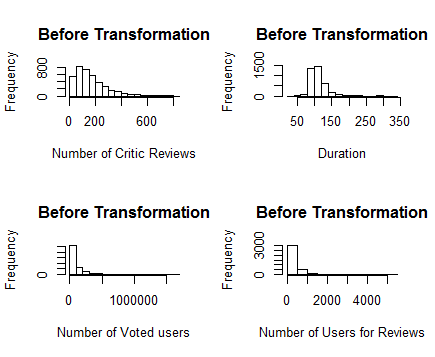 Before Transformation
Frequency
0 800
0 200 600
Number of Critic Reviews
Before Transformation
Frequency
0 1500
50 150 250 350
Duration
Before Transformation
Frequency
0
0 1000000
Number of Voted users
Before Transformation
Frequency
0 3000
0 2000 4000
Number of Users for Reviews